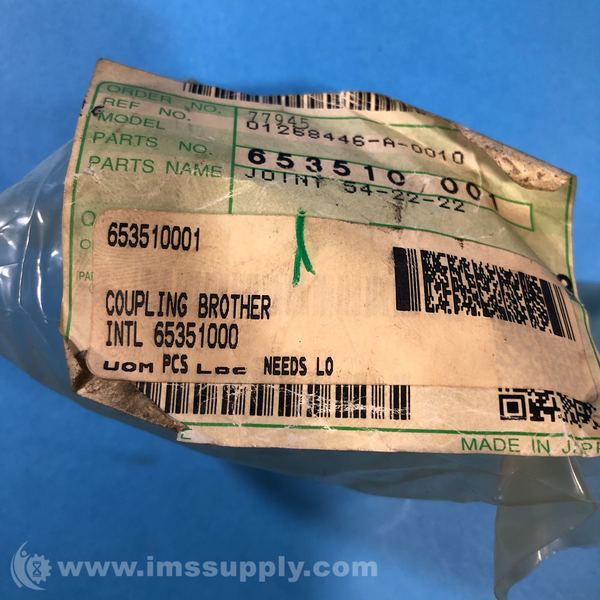 ORDER NO. 77945
REF NO. 01268446-A-0010
MODEL
PARTS NO. 653510 001
PARTS NAME JOINT 54-22-22
653510001
COUPLING BROTHER
INTL 65351000
UOM PCS Loc NEEDS LO
MADE IN JAP
www.imssupply.com